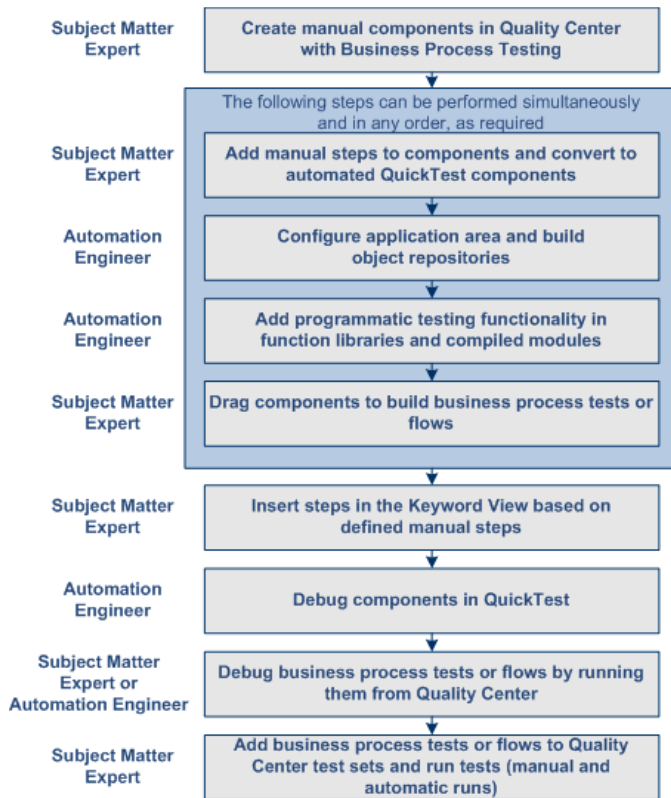 Subject Matter
Expert
Create manual components in Quality Center
with Business Process Testing
The following steps can be performed simultaneously
and in any order, as required
Subject Matter
Expert
Add manual steps to components and convert to
automated QuickTest components
Automation
Engineer
Configure application area and build
object repositories
Automation
Engineer
Add programmatic testing functionality in
function libraries and compiled modules
Subject Matter
Expert
Drag components to build business process tests or
flows
Subject Matter
Expert
Insert steps in the Keyword View based on
defined manual steps
Automation
Engineer
Debug components in QuickTest
Subject Matter
Expert or
Automation Engineer
Debug business process tests or flows by running
them from Quality Center
Subject Matter
Expert
Add business process tests or flows to Quality
Center test sets and run tests (manual and
automatic runs)